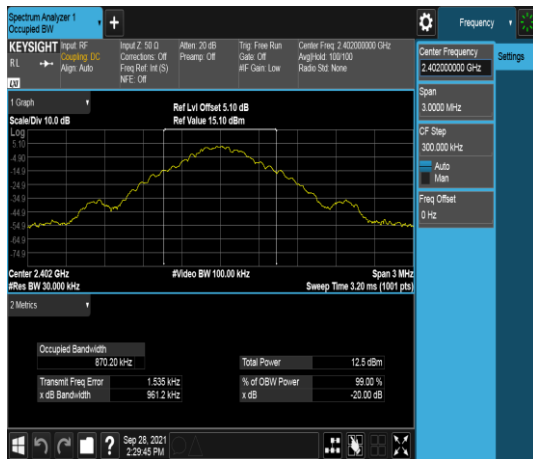 Spectrum Analyzer 1
Occupied BW
Frequency
KEYSIGHT
RL
LXI
Input: RF
Coupling: DC
Align: Auto
Input Z: 50 Ω
Corrections: Off
Freq Ref: Int (S)
NFE: Off
Atten: 20 dB
Preamp: Off
Trig: Free Run
Gate: Off
#IF Gain: Low
Center Freq: 2.402000000 GHz
Avg|Hold: 100/100
Radio Std: None
Center Frequency
2.402000000 GHz
Settings
Span
3.0000 MHz
CF Step
300.000 kHz
Auto
Man
Freq Offset
0 Hz
1 Graph
Scale/Div 10.0 dB
Ref Lvl Offset 5.10 dB
Ref Value 15.10 dBm
Log
5.10
-4.90
-14.9
-24.9
-34.9
-44.9
-54.9
-64.9
-74.9
Center 2.402 GHz
#Video BW 100.00 kHz
Span 3 MHz
#Res BW 30.000 kHz
Sweep Time 3.20 ms (1001 pts)
2 Metrics
Occupied Bandwidth
870.20 kHz
Total Power
12.5 dBm
Transmit Freq Error
1.535 kHz
% of OBW Power
99.00 %
x dB Bandwidth
961.2 kHz
x dB
-20.00 dB
?
Sep 28, 2021
2:29:45 PM